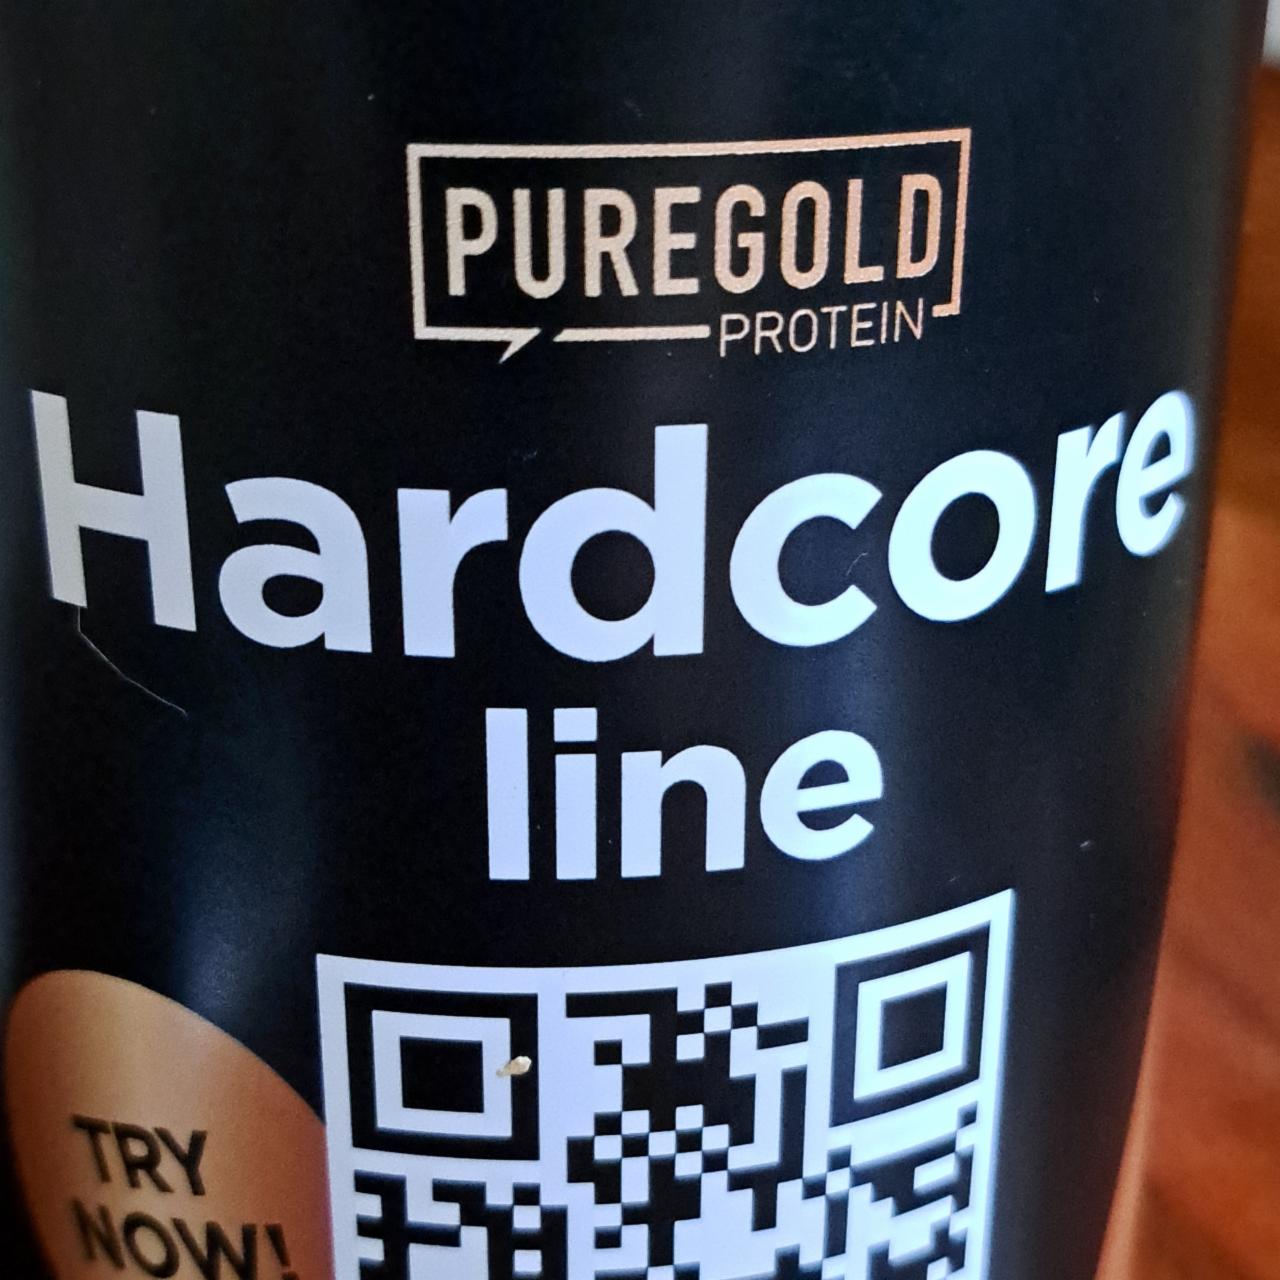 PUREGOLD
PROTEIN
Hardcore
line
TRY
NOW!